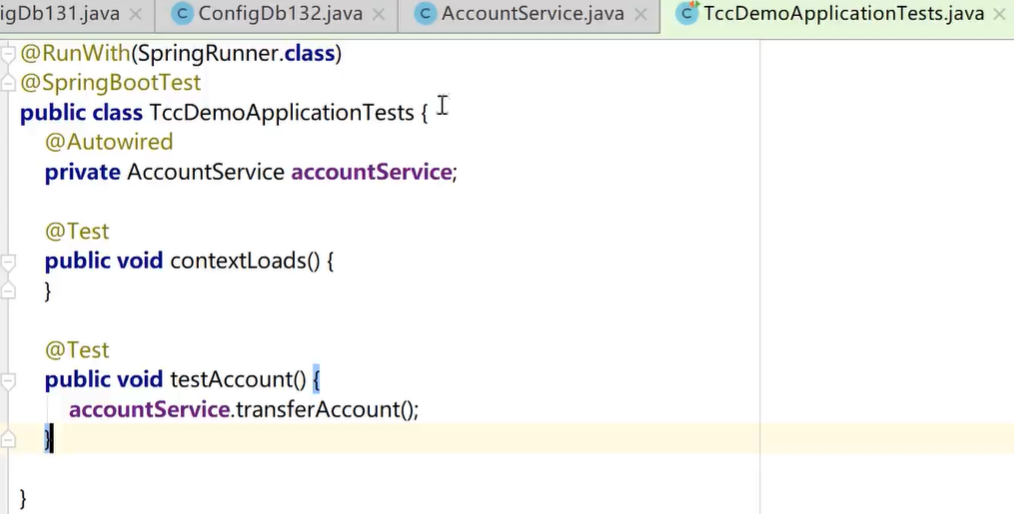 igDb131.java
ConfigDb132.java
AccountService.java
TccDemoApplicationTests.java
@RunWith(SpringRunner.class)
@SpringBootTest
public class TccDemoApplicationTests {
@Autowired
private AccountService accountService;
@Test
public void contextLoads() {
}
@Test
public void testAccount() {
accountService.transferAccount();
}
}